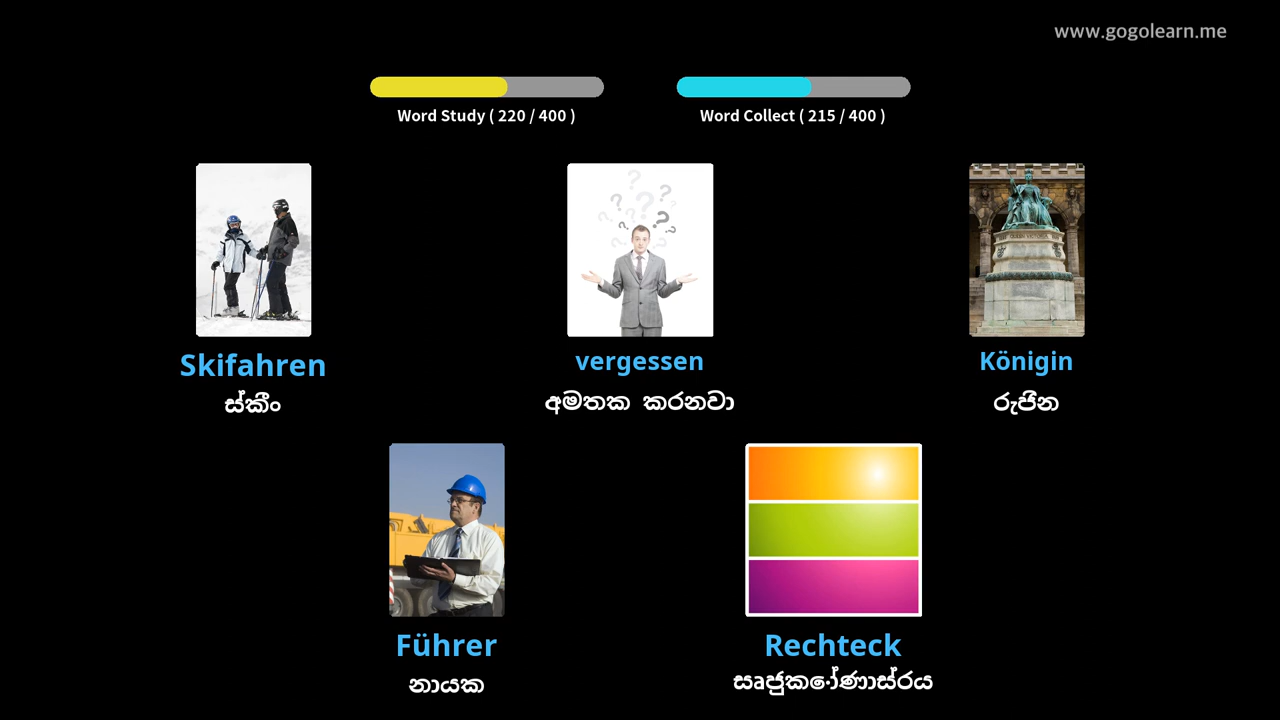 www.gogolearn.me
Word Study ( 220 / 400 )
Word Collect ( 215 / 400 )
Skifahren
ස්කීං
vergessen
අමතක කරනවා
Königin
රුජින
Führer
නායක
Rechteck
සෘජුකෝණාස්රය